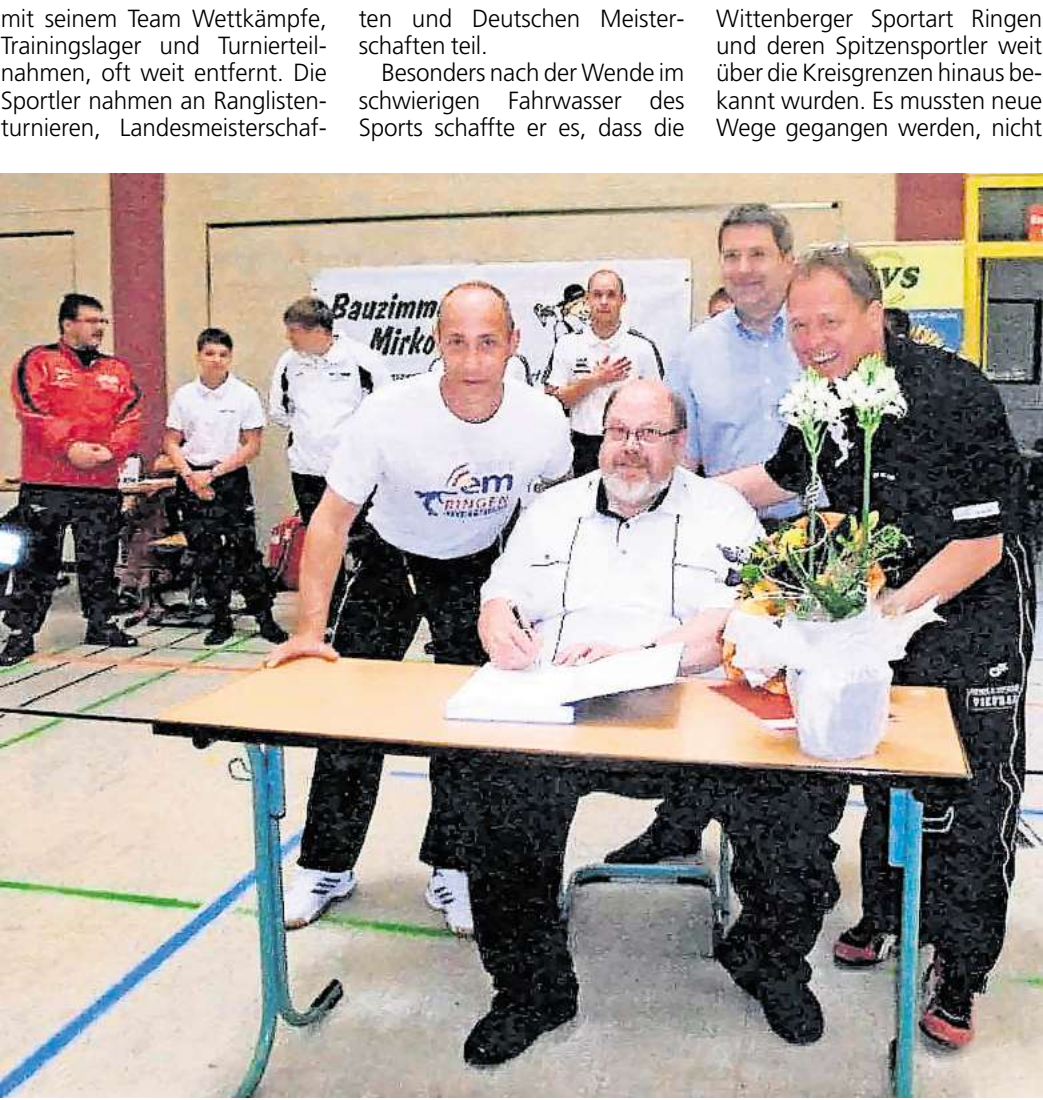 mit seinem Team Wettkämpfe,
Trainingslager und Turnierteil-
nahmen, oft weit entfernt. Die
Sportler nahmen an Ranglisten-
turnieren, Landesmeisterschaf-
ten und Deutschen Meister-
schaften teil.
Besonders nach der Wende im
schwierigen Fahrwasser des
Sports schaffte er es, dass die
Wittenberger Sportart Ringen
und deren Spitzensportler weit
über die Kreisgrenzen hinaus be-
kannt wurden. Es mussten neue
Wege gegangen werden, nicht
Bauzimm
Mirko
vs
em
RINGEN